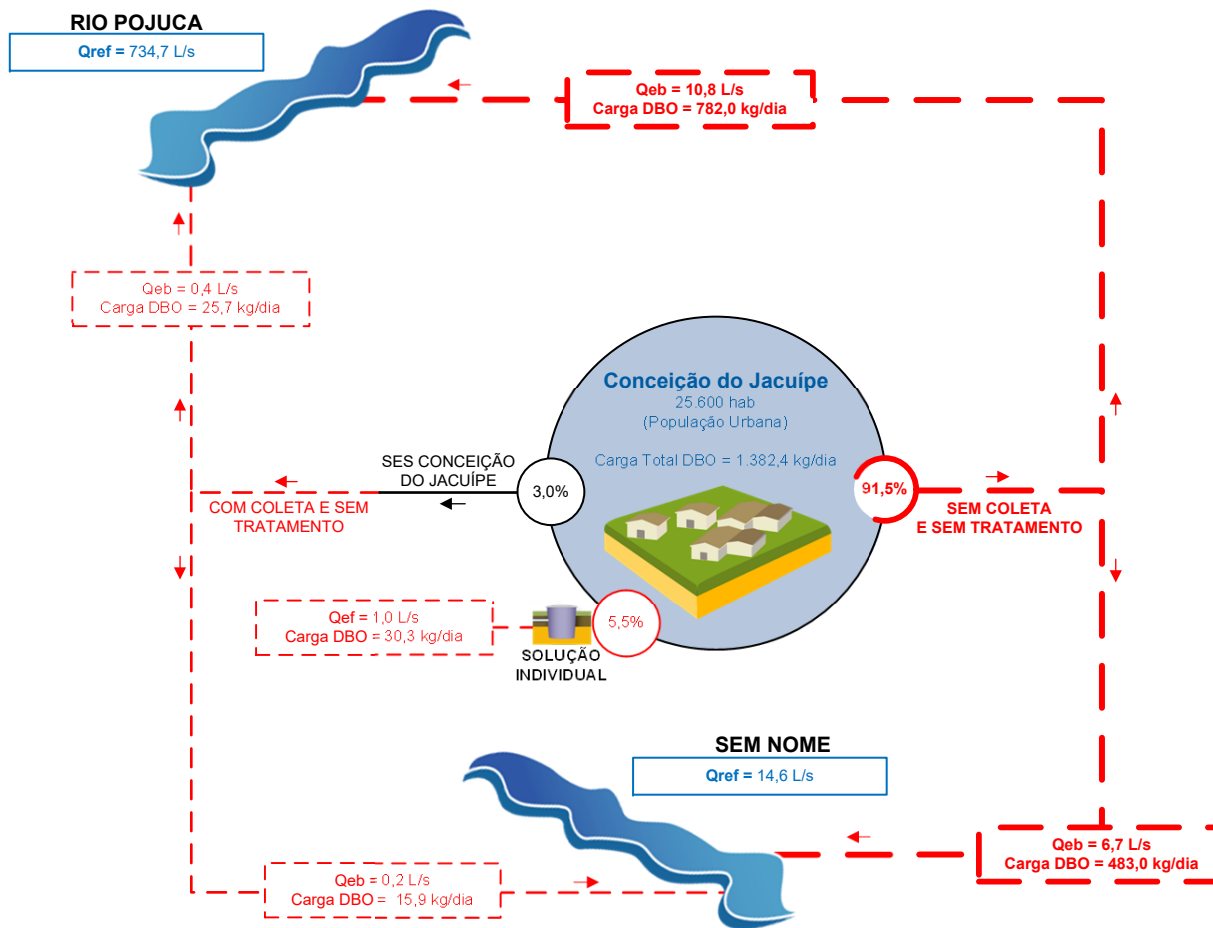 RIO POJUCA
Qref = 734,7 L/s
Qeb = 10,8 L/s
Carga DBO = 782,0 kg/dia
Qeb = 0,4 L/s
Carga DBO = 25,7 kg/dia
Conceição do Jacuípe
25.600 hab
(População Urbana)
Carga Total DBO = 1.382,4 kg/dia
SES CONCEIÇÃO
DO JACUÍPE
3,0%
91,5%
COM COLETA E SEM
TRATAMENTO
SEM COLETA
E SEM TRATAMENTO
Qef = 1,0 L/s
Carga DBO = 30,3 kg/dia
5,5%
SOLUÇÃO
INDIVIDUAL
SEM NOME
Qref = 14,6 L/s
Qeb = 6,7 L/s
Carga DBO = 483,0 kg/dia
Qeb = 0,2 L/s
Carga DBO = 15,9 kg/dia